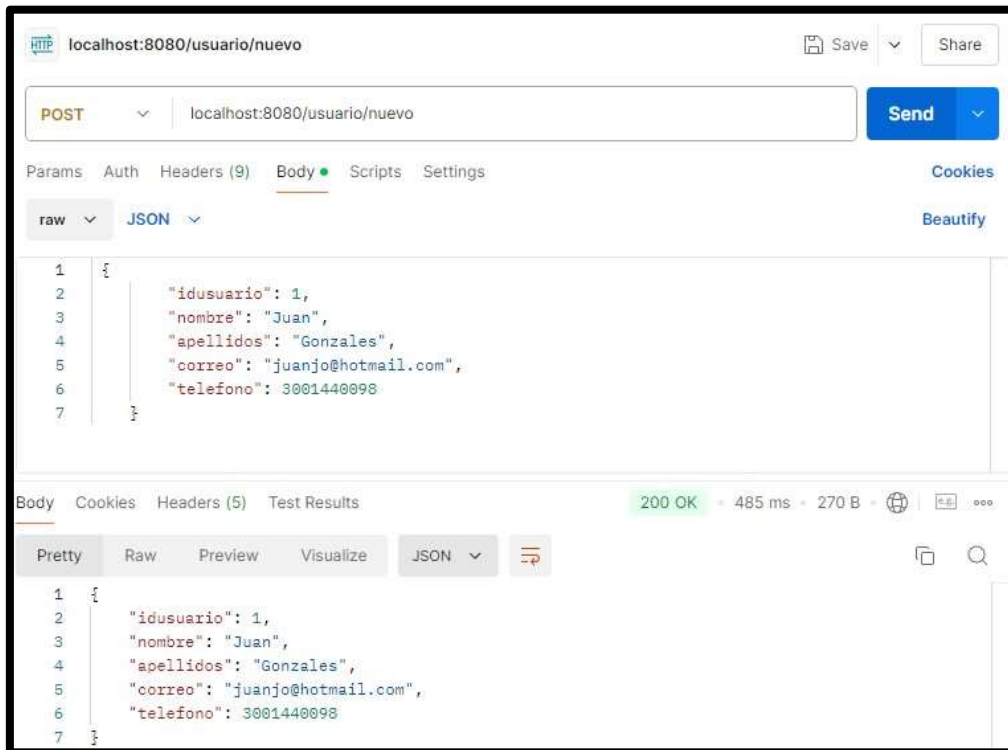 HTTP localhost:8080/usuario/nuevo Save Share
POST localhost:8080/usuario/nuevo Send
Params Auth Headers (9) Body Scripts Settings Cookies
raw JSON Beautify
1 {
2 "idusuario": 1,
3 "nombre": "Juan",
4 "apellidos": "Gonzales",
5 "correo": "juanjo@hotmail.com",
6 "telefono": 3001440098
7 }
Body Cookies Headers (5) Test Results 200 OK 485 ms 270 B
Pretty Raw Preview Visualize JSON
1 {
2 "idusuario": 1,
3 "nombre": "Juan",
4 "apellidos": "Gonzales",
5 "correo": "juanjo@hotmail.com",
6 "telefono": 3001440098
7 }